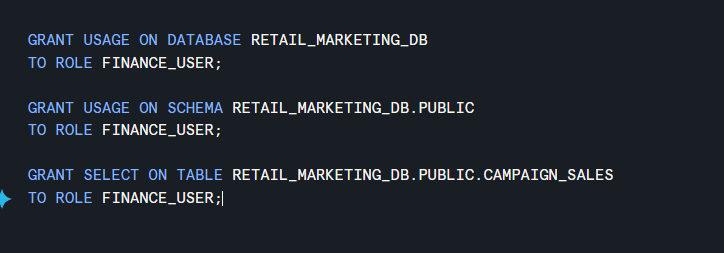 GRANT USAGE ON DATABASE RETAIL_MARKETING_DB
TO ROLE FINANCE_USER;
GRANT USAGE ON SCHEMA RETAIL_MARKETING_DB.PUBLIC
TO ROLE FINANCE_USER;
GRANT SELECT ON TABLE RETAIL_MARKETING_DB.PUBLIC.CAMPAIGN_SALES
TO ROLE FINANCE_USER;